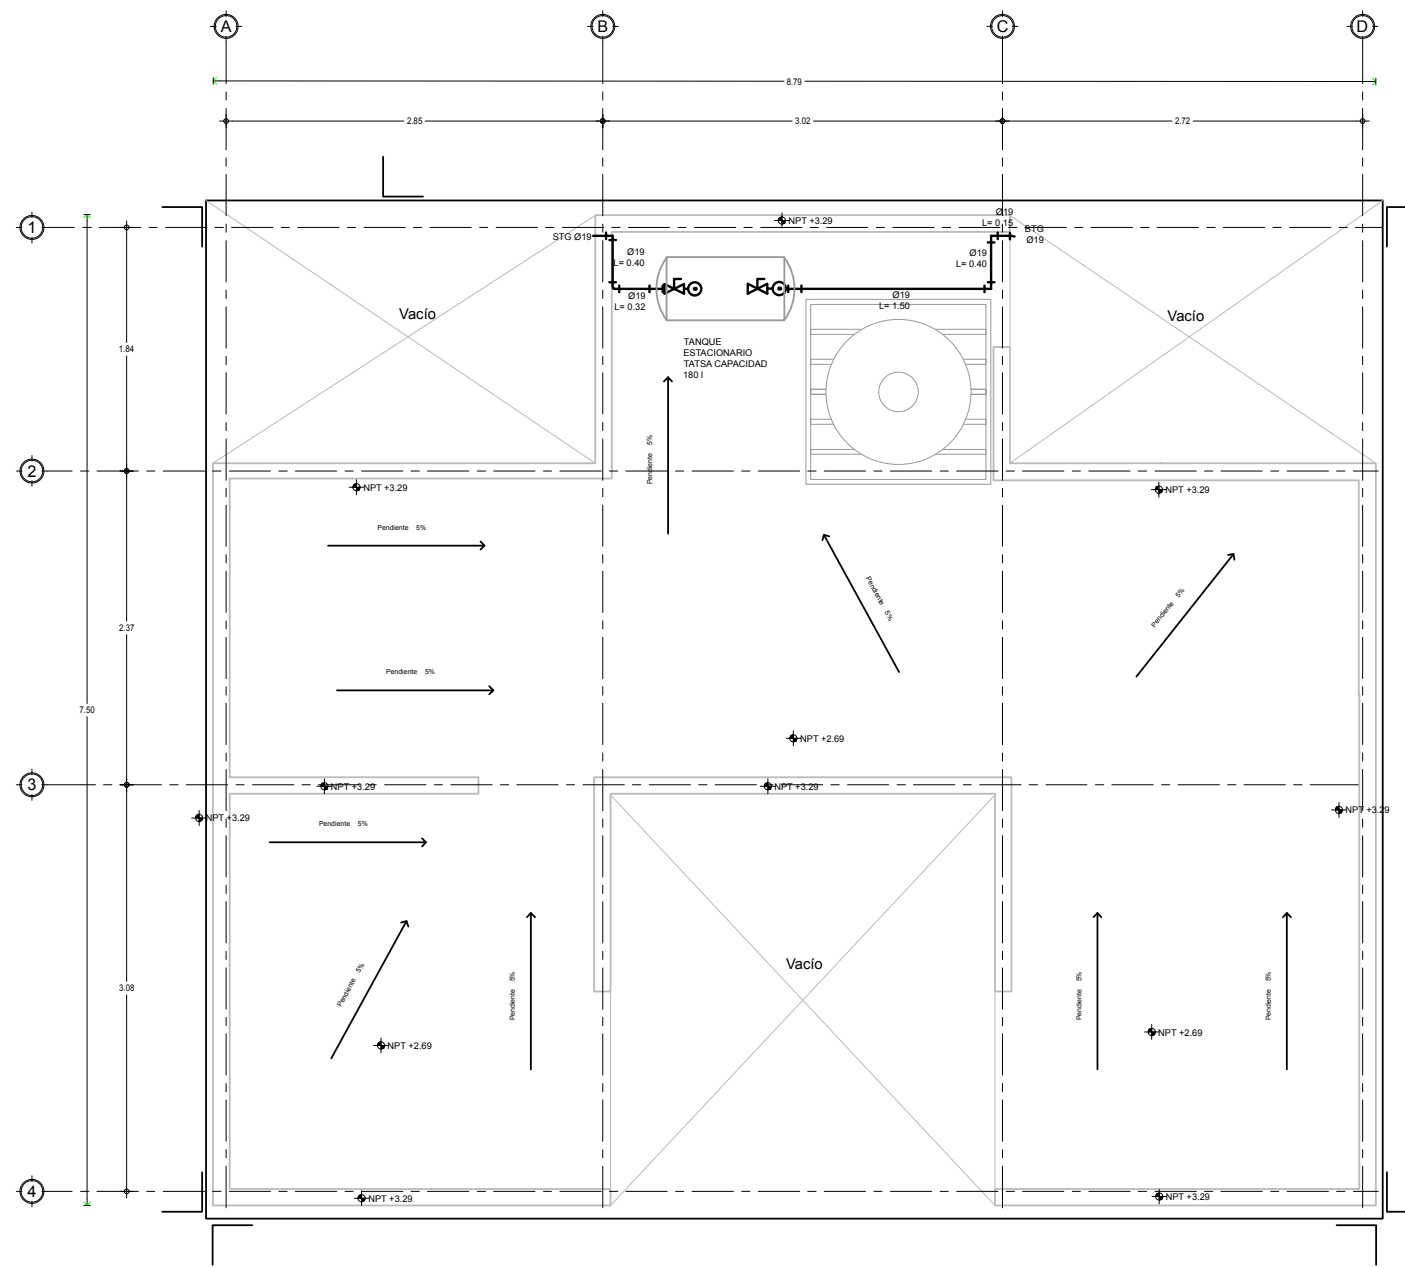 A
B
C
D
8.79
2.85
3.02
2.72
1
NPT +3.29
Ø19
L= 0.15
STG Ø19
BTG
Ø19
Ø19
L= 0.40
Ø19
L= 0.40
Ø19
L= 0.32
Ø19
L= 1.50
Vacío
Vacío
1.84
TANQUE
ESTACIONARIO
TATSA CAPACIDAD
180 l
Pendiente 5%
2
NPT +3.29
NPT +3.29
Pendiente 5%
Pendiente 5%
Pendiente 5%
2.37
Pendiente 5%
7.50
NPT +2.69
3
NPT +3.29
NPT +3.29
NPT +3.29
NPT +3.29
Pendiente 5%
Vacío
Pendiente 5%
Pendiente 5%
Pendiente 5%
Pendiente 5%
3.08
NPT +2.69
NPT +2.69
4
NPT +3.29
NPT +3.29